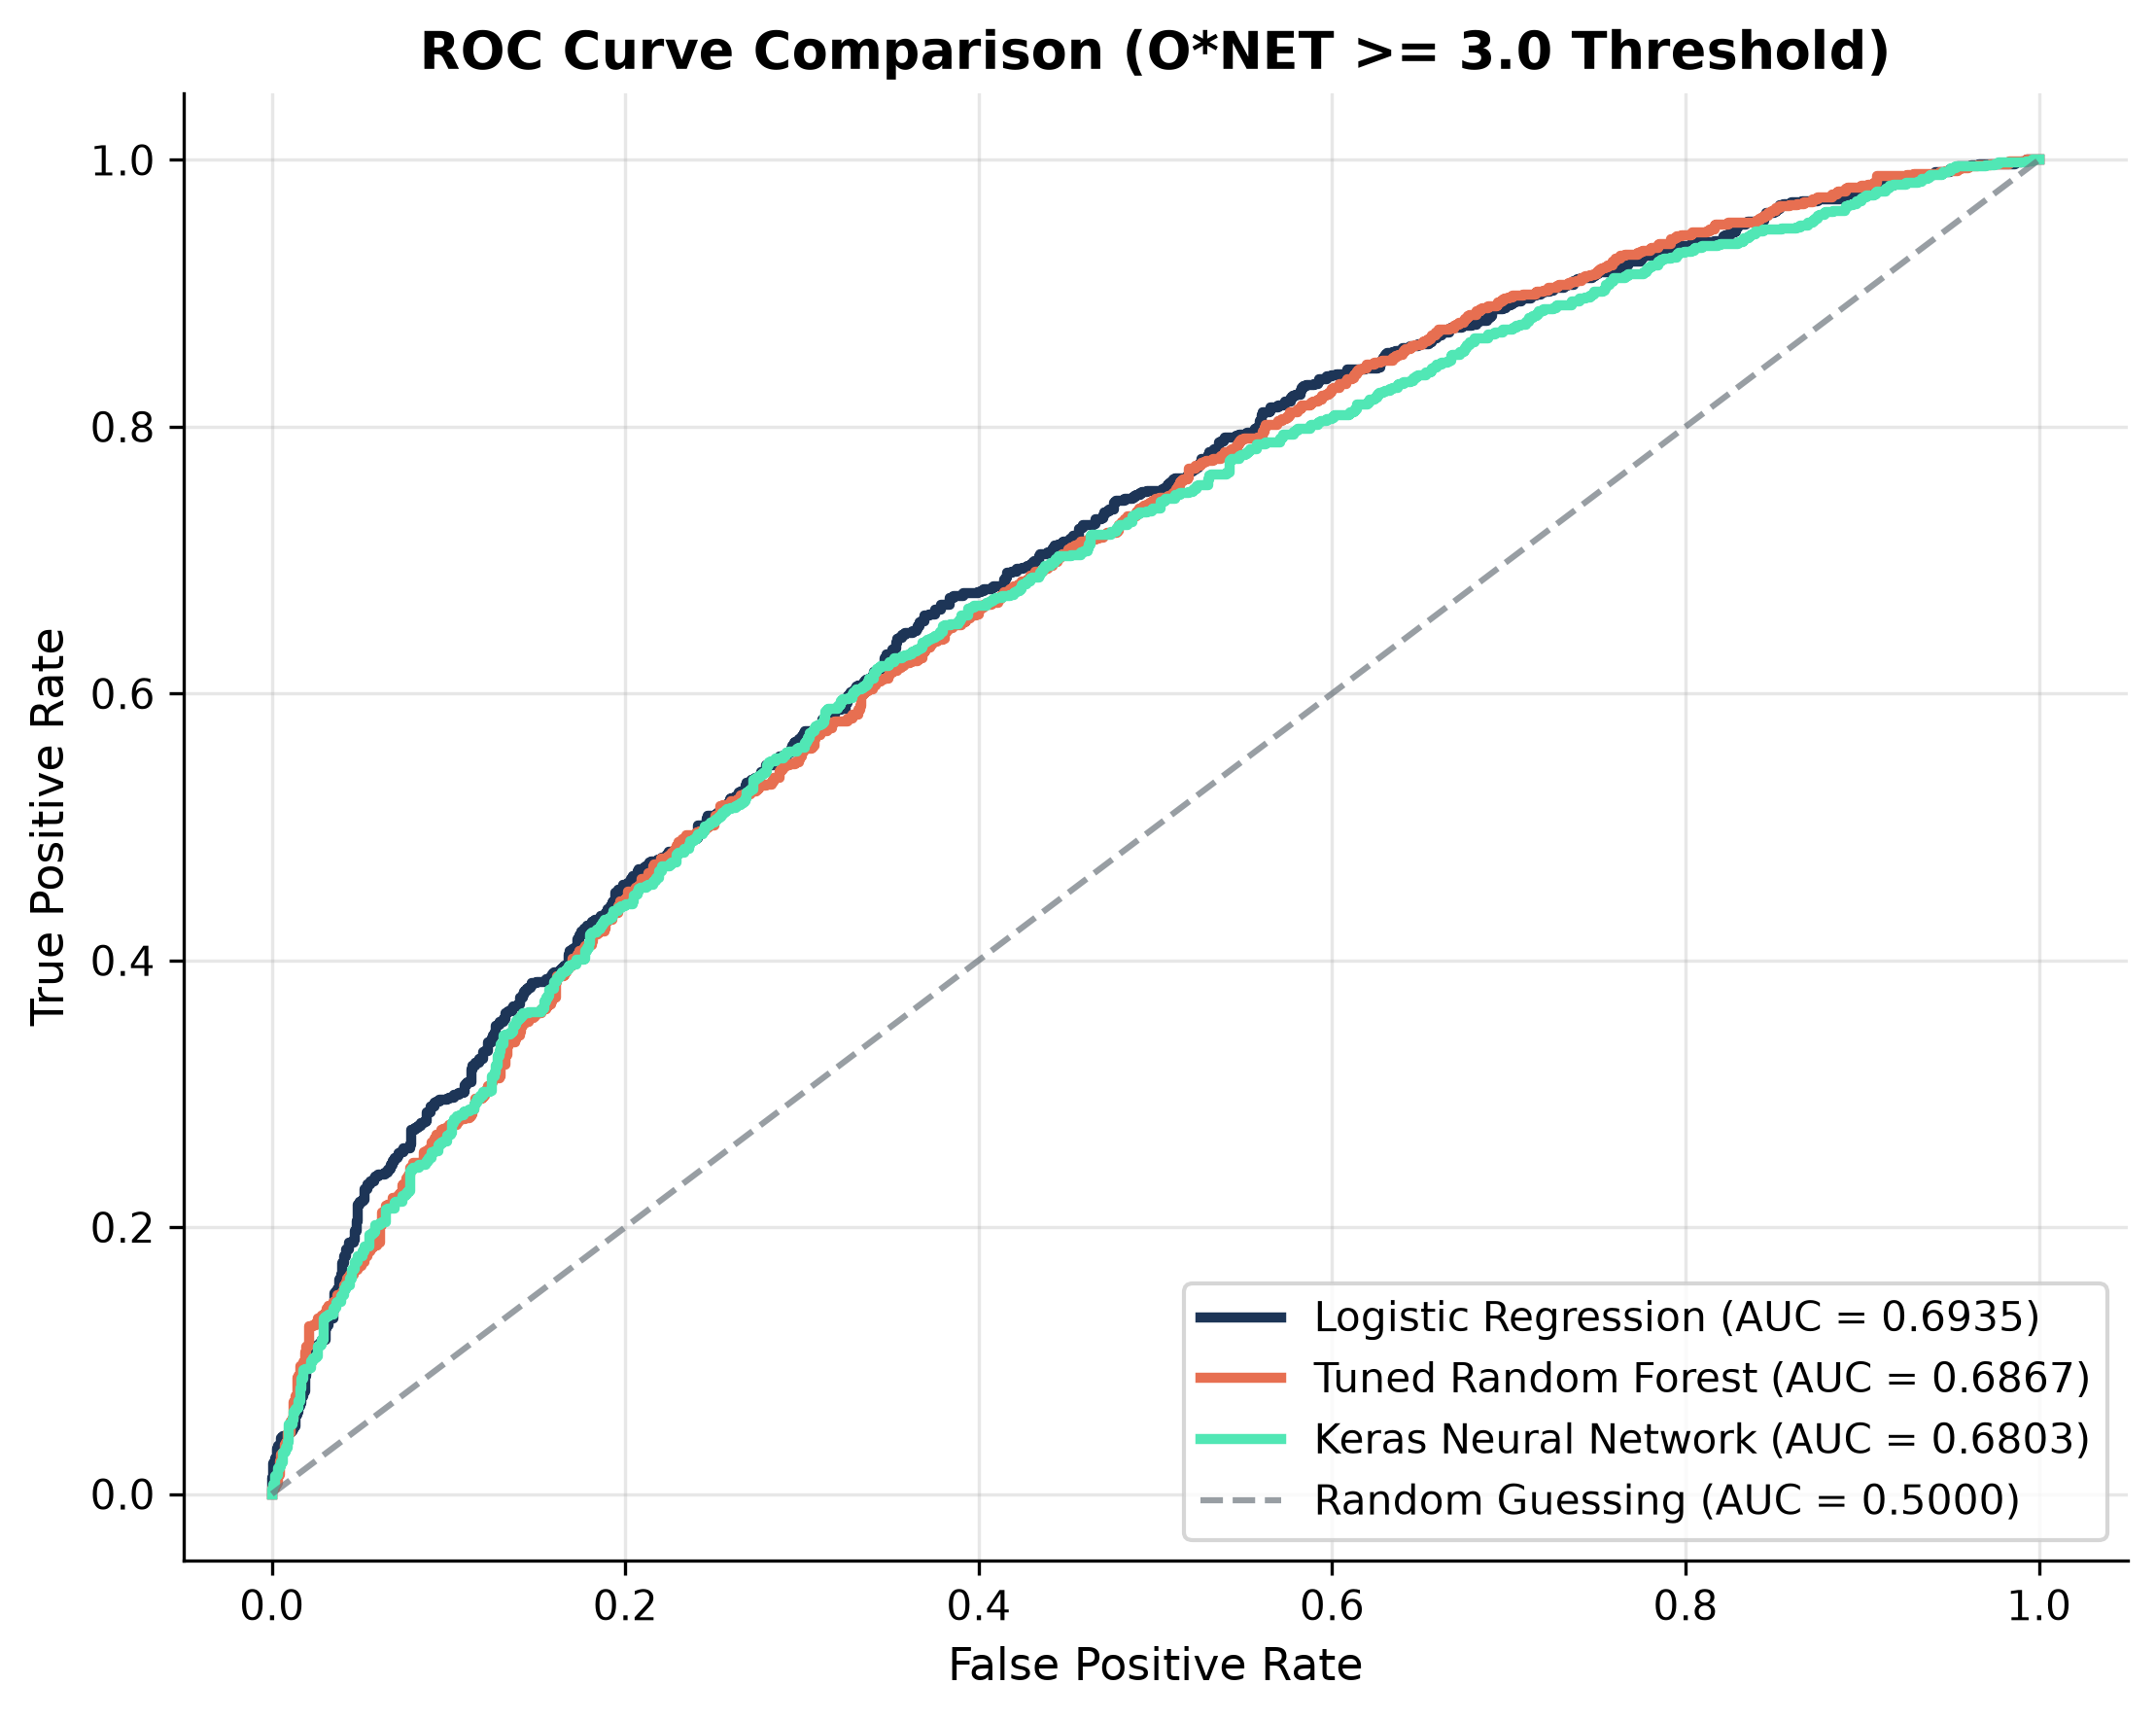 ROC Curve Comparison (O*NET >= 3.0 Threshold)
True Positive Rate
1.0
0.8
0.6
0.4
0.2
0.0
Logistic Regression (AUC = 0.6935)
Tuned Random Forest (AUC = 0.6867)
Keras Neural Network (AUC = 0.6803)
Random Guessing (AUC = 0.5000)
0.0 0.2 0.4 0.6 0.8 1.0
False Positive Rate